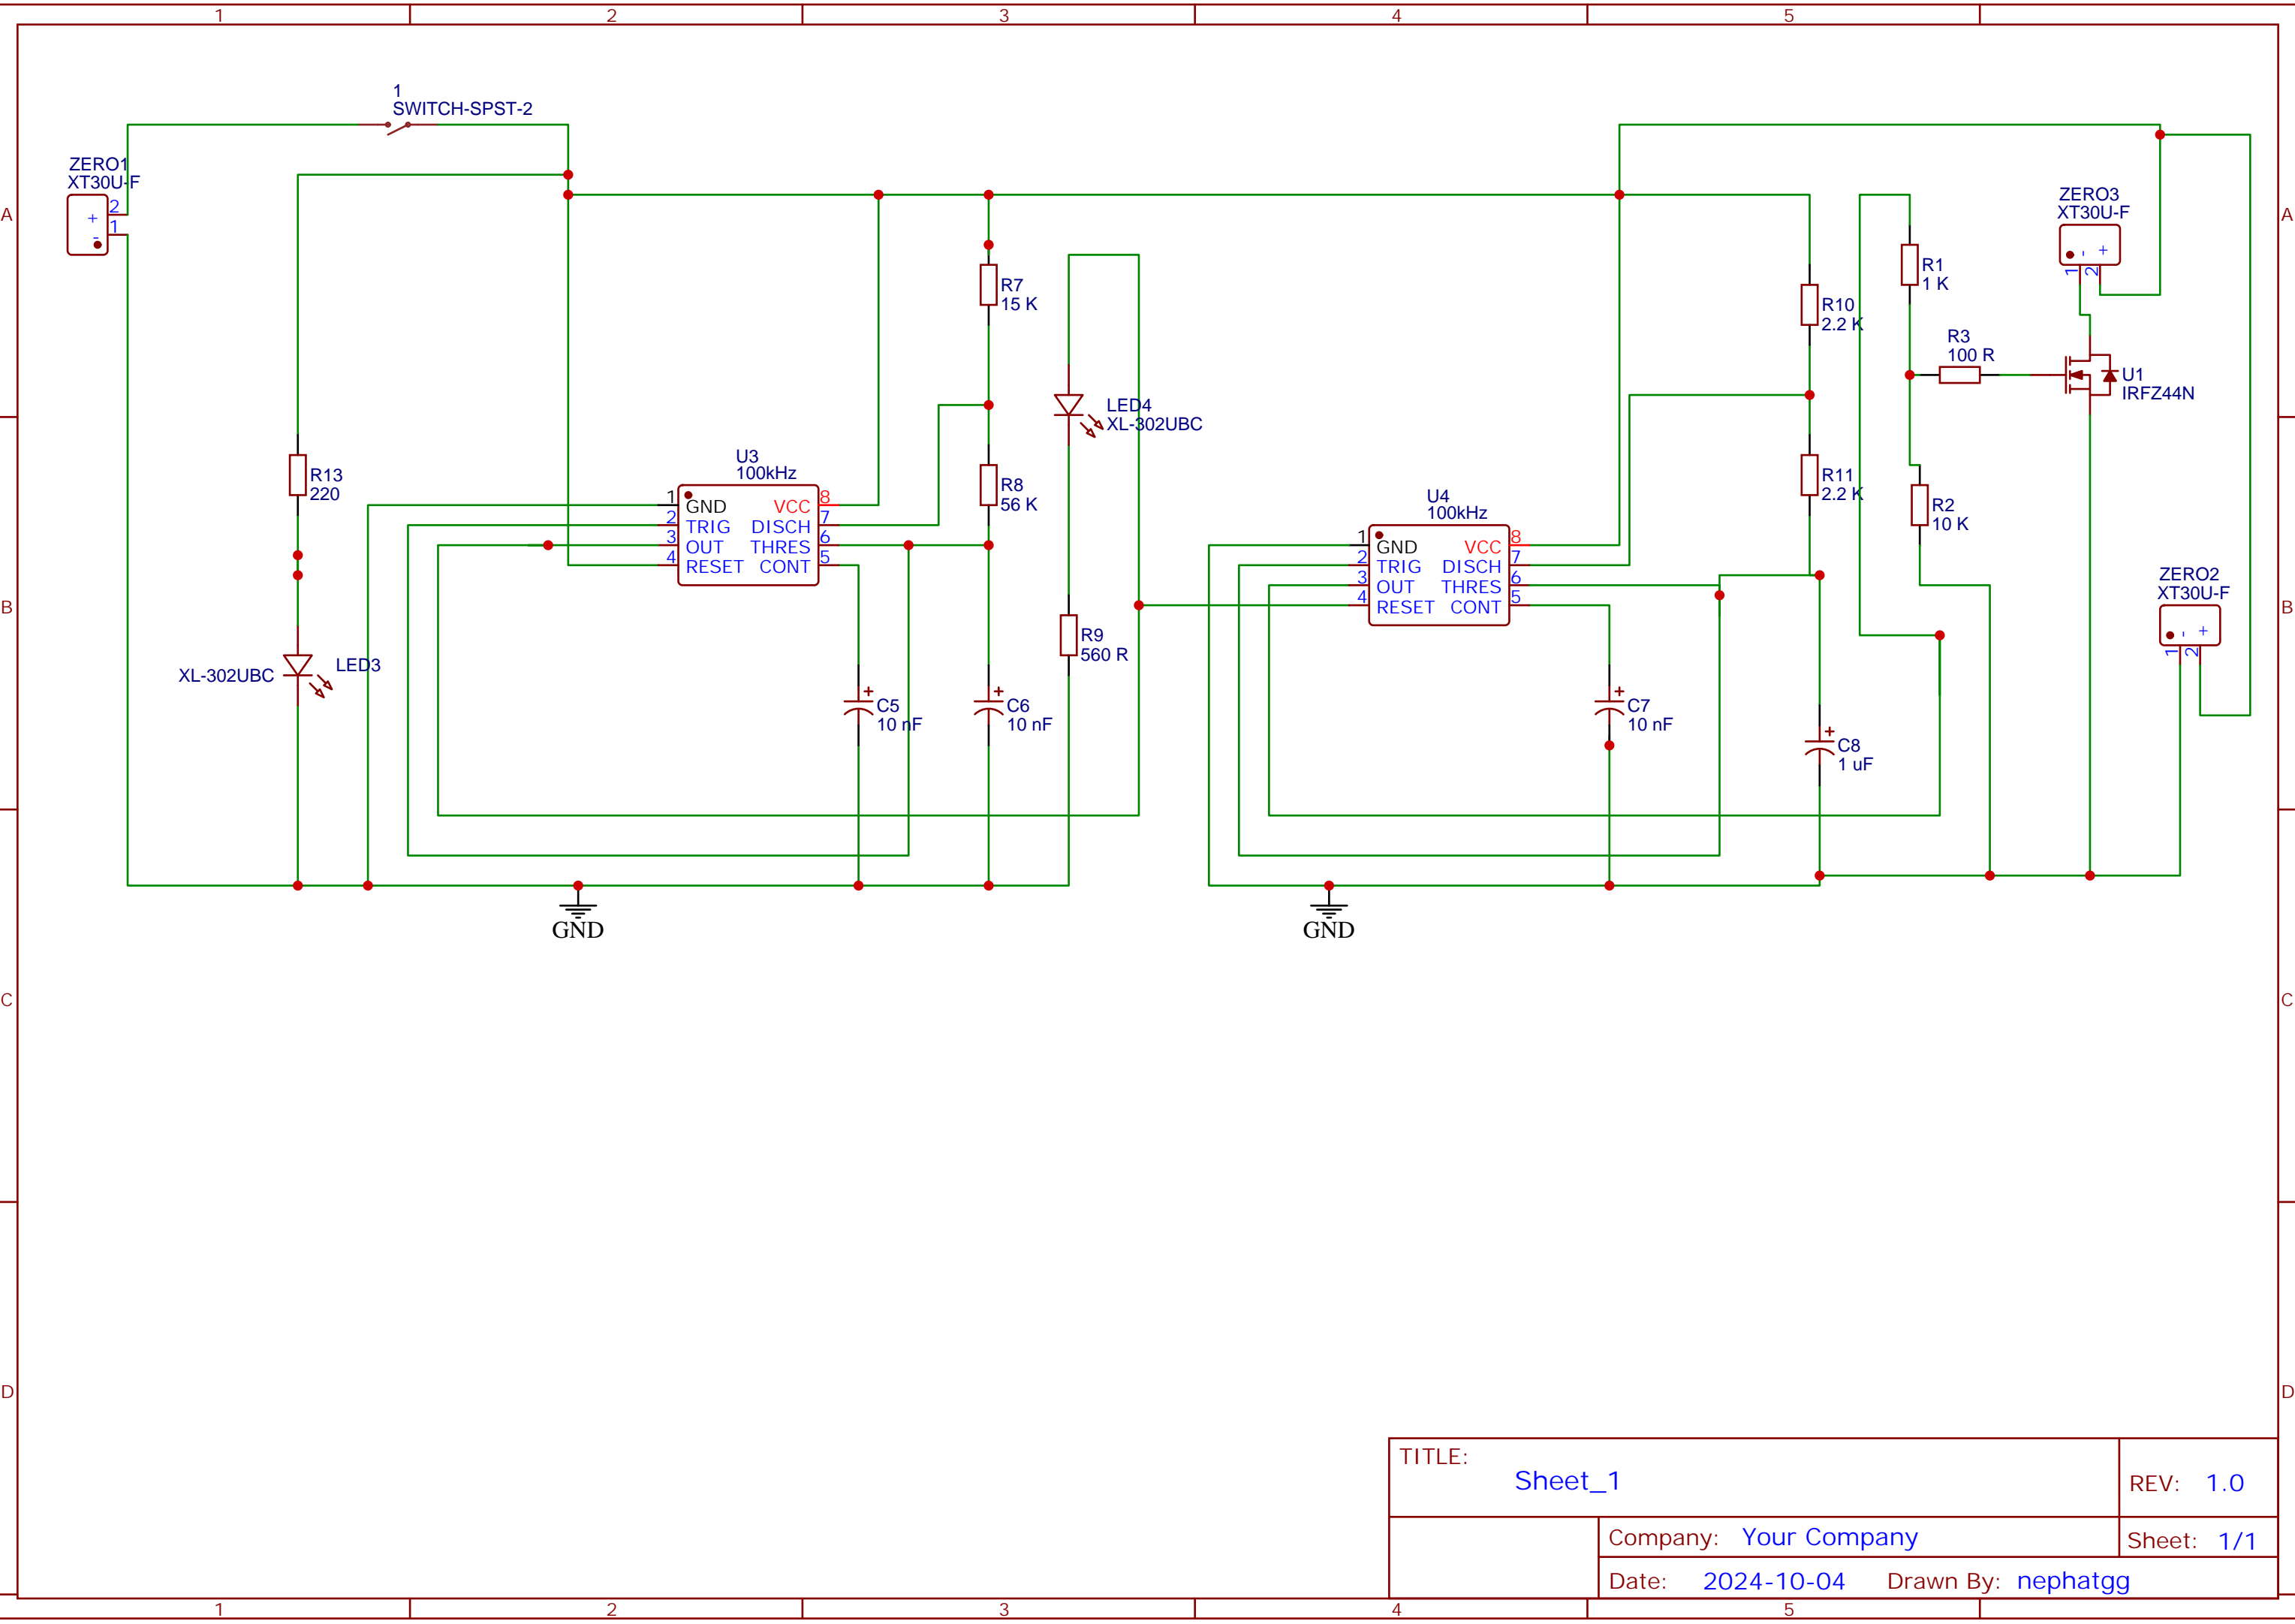 1 2 3 4 5
1
SWITCH-SPST-2
ZERO1
XT30U-F
2
+
1
-
A
A
ZERO3
XT30U-F
- +
1 2
R7
15 K
R10
2.2 K
R1
1 K
R3
100 R
U1
IRFZ44N
LED4
XL-302UBC
R13
220
U3
100kHz
1 GND VCC 8
2 TRIG DISCH 7
3 OUT THRES 6
4 RESET CONT 5
R8
56 K
U4
100kHz
1 GND VCC 8
2 TRIG DISCH 7
3 OUT THRES 6
4 RESET CONT 5
R11
2.2 K
R2
10 K
B
B
ZERO2
XT30U-F
- +
1 2
XL-302UBC
LED3
R9
560 R
+
C5
10 nF
+
C6
10 nF
+
C7
10 nF
+
C8
1 uF
GND
GND
C
C
D
D
TITLE:
Sheet_1
REV: 1.0
Company: Your Company
Sheet: 1/1
Date: 2024-10-04
Drawn By: nephatgg
1 2 3 4 5